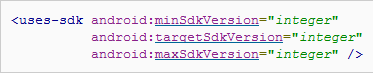 <uses-sdk android:minSdkVersion="integer"
android:targetSdkVersion="integer"
android:maxSdkVersion="integer" />